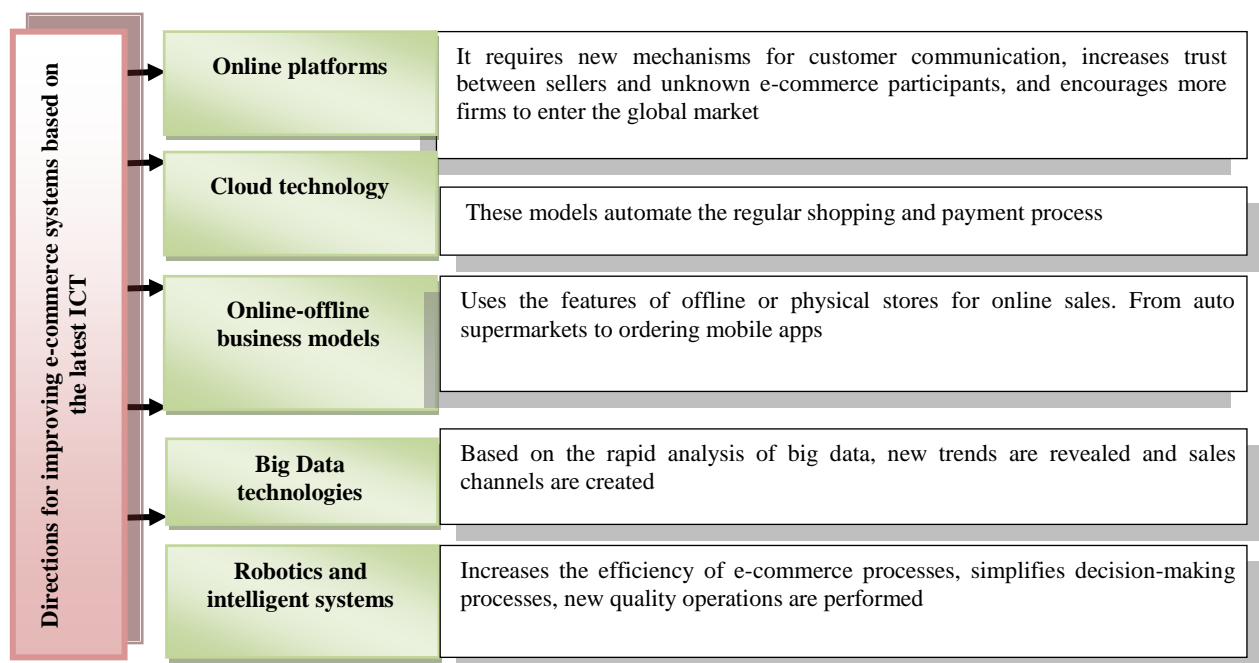 Directions for improving e-commerce systems based on
the latest ICT
Online platforms
It requires new mechanisms for customer communication, increases trust
between sellers and unknown e-commerce participants, and encourages more
firms to enter the global market
Cloud technology
These models automate the regular shopping and payment process
Online-offline
business models
Uses the features of offline or physical stores for online sales. From auto
supermarkets to ordering mobile apps
Big Data
technologies
Based on the rapid analysis of big data, new trends are revealed and sales
channels are created
Robotics and
intelligent systems
Increases the efficiency of e-commerce processes, simplifies decision-making
processes, new quality operations are performed